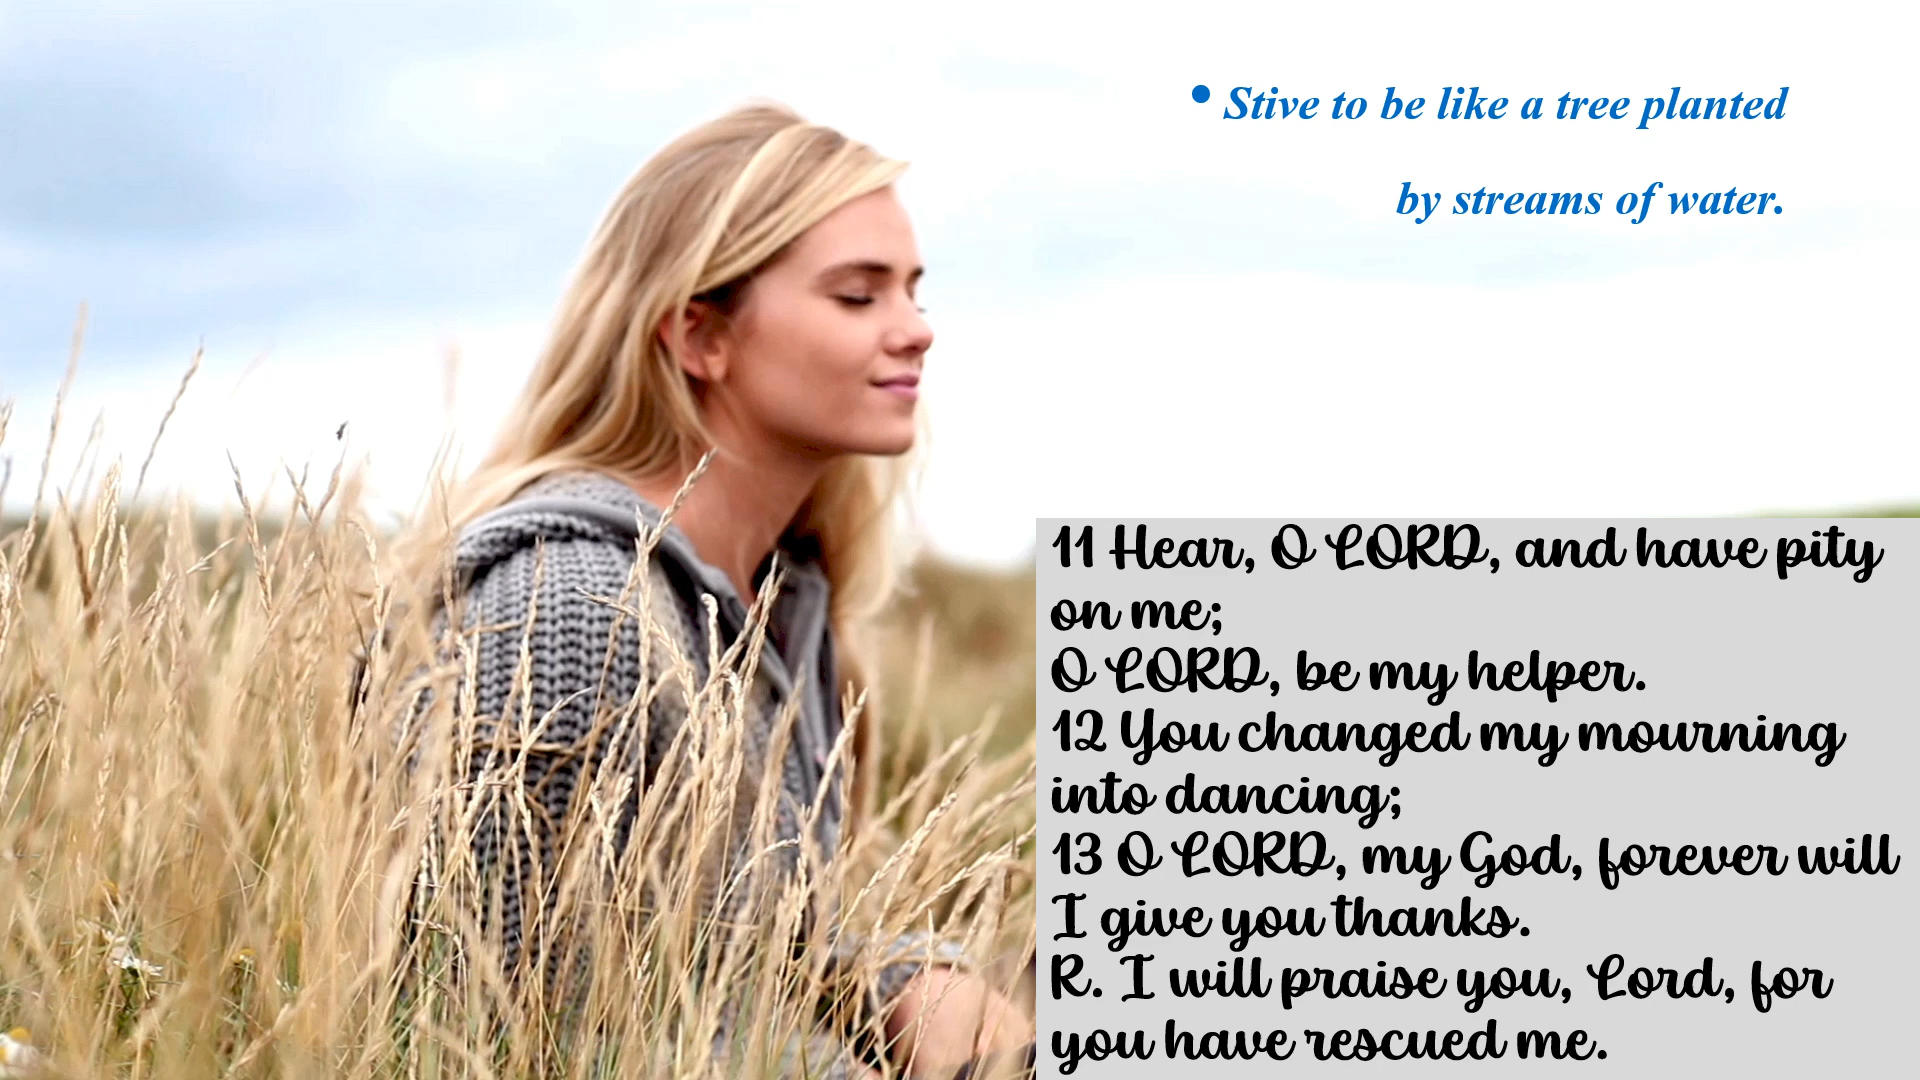 • Stive to be like a tree planted
by streams of water.
11 Hear, O LORD, and have pity
on me;
O LORD, be my helper.
12 You changed my mourning
into dancing;
13 O LORD, my God, forever will
I give you thanks.
R. I will praise you, Lord, for
you have rescued me.